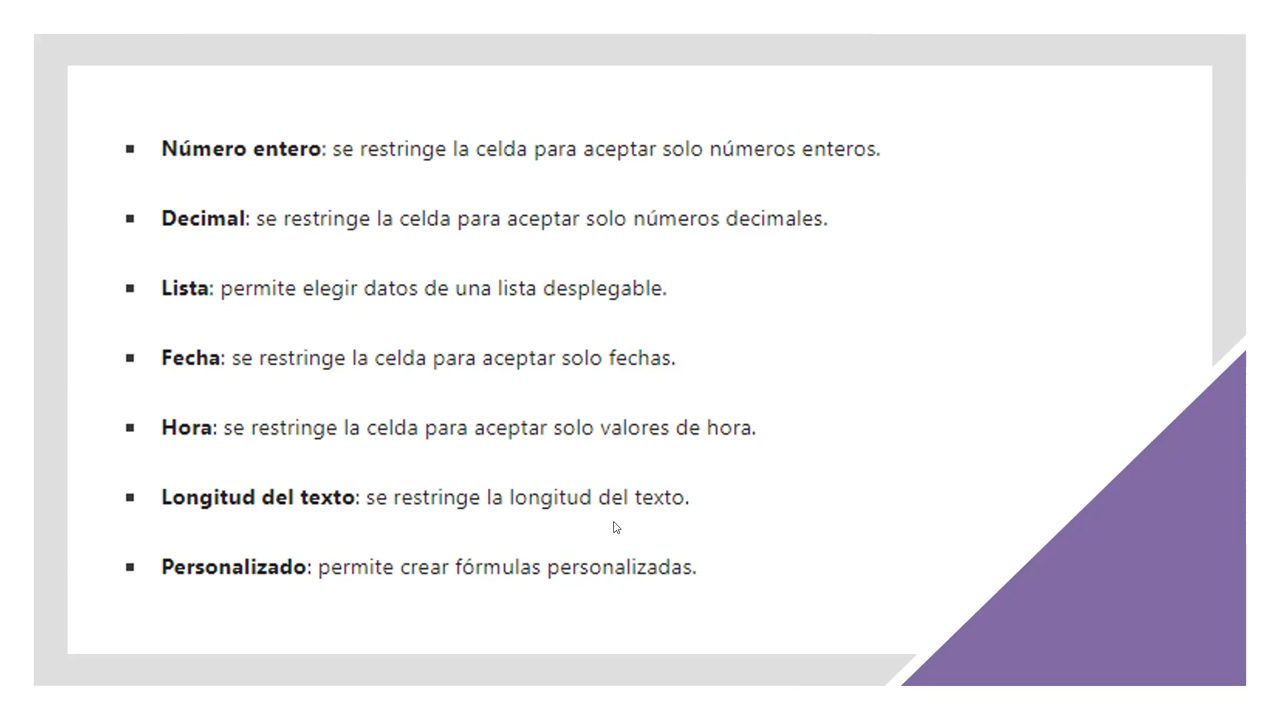 ▪ Número entero: se restringe la celda para aceptar solo números enteros.
▪ Decimal: se restringe la celda para aceptar solo números decimales.
▪ Lista: permite elegir datos de una lista desplegable.
▪ Fecha: se restringe la celda para aceptar solo fechas.
▪ Hora: se restringe la celda para aceptar solo valores de hora.
▪ Longitud del texto: se restringe la longitud del texto.
▪ Personalizado: permite crear fórmulas personalizadas.